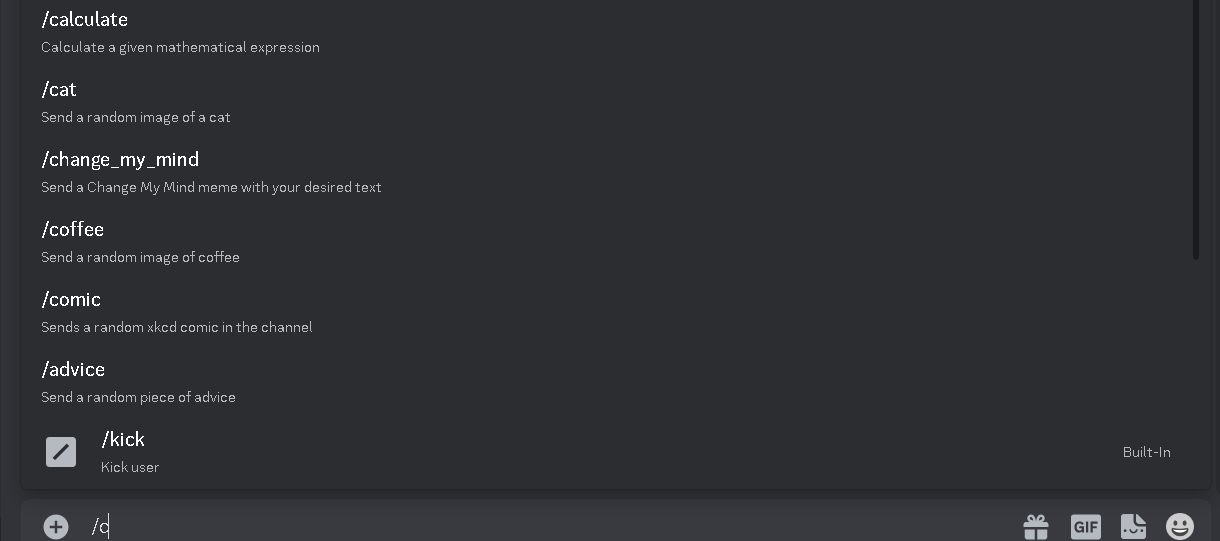 /calculate
Calculate a given mathematical expression
/cat
Send a random image of a cat
/change_my_mind
Send a Change My Mind meme with your desired text
/coffee
Send a random image of coffee
/comic
Sends a random xkcd comic in the channel
/advice
Send a random piece of advice
/kick
Kick user
Built-In
/c
GIF